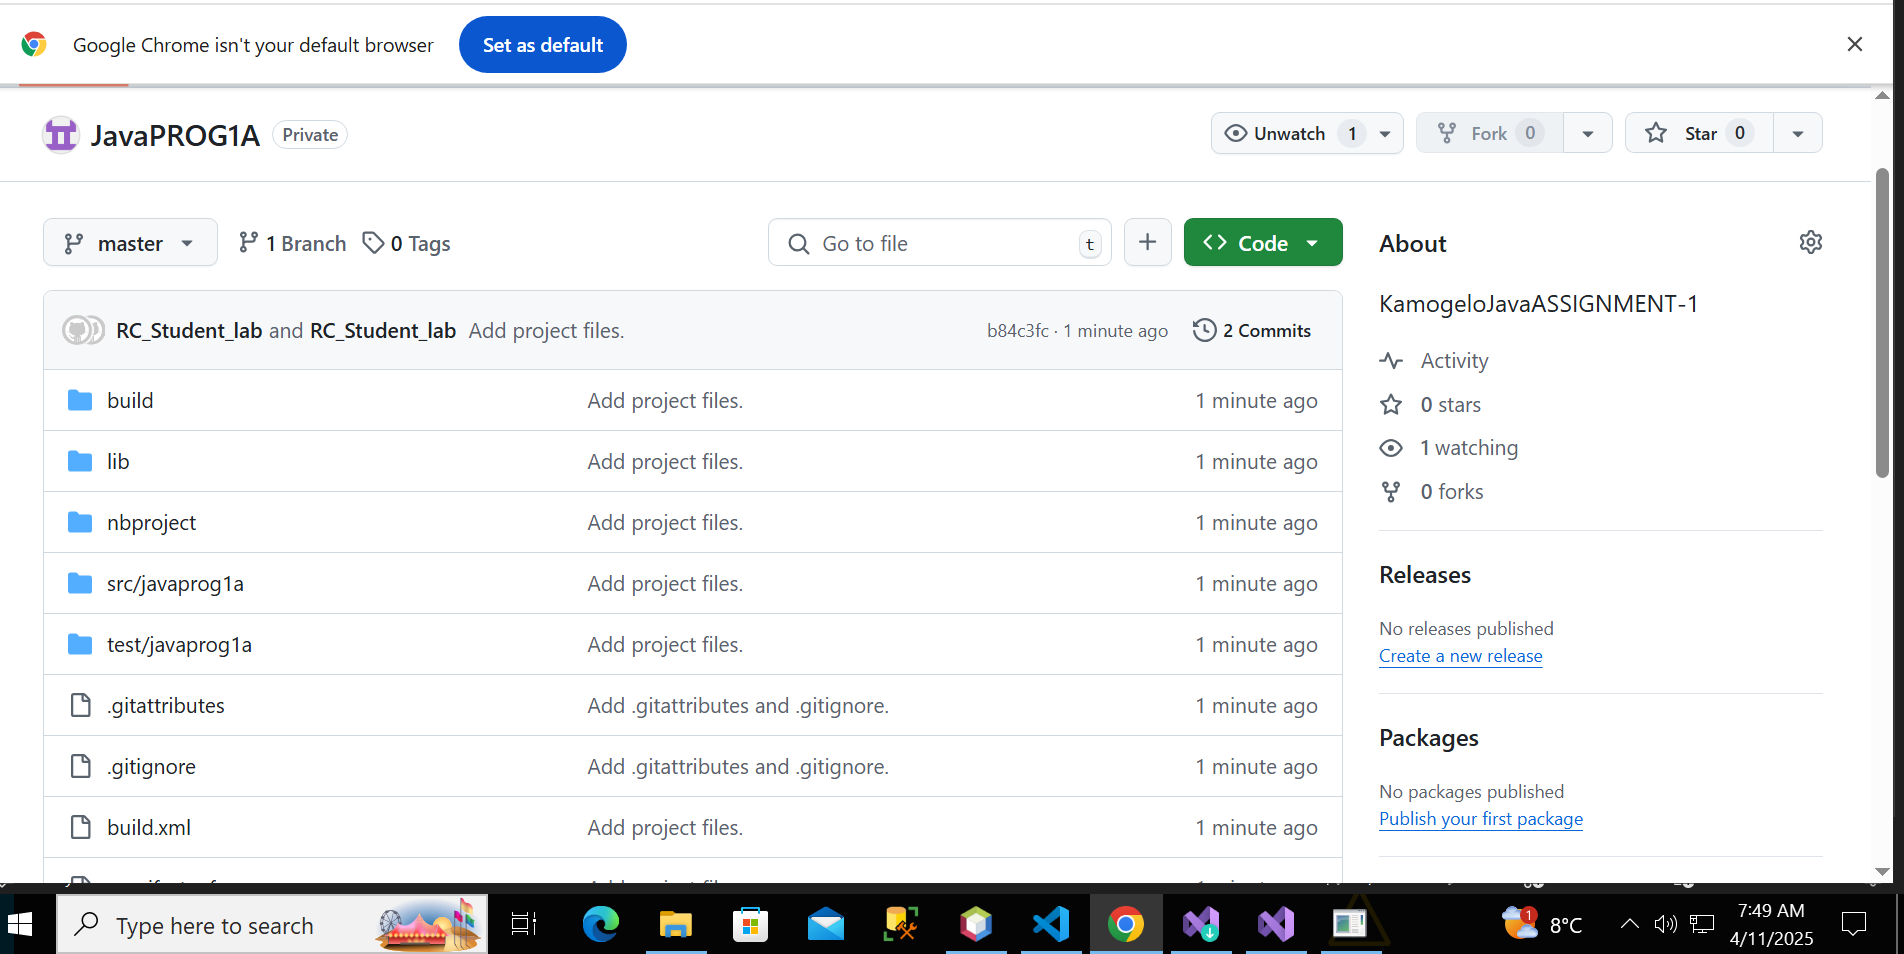 Google Chrome isn't your default browser Set as default
JavaPROG1A Private Unwatch 1 Fork 0 Star 0
master 1 Branch 0 Tags Go to file t Code About
KamogeloJavaASSIGNMENT-1
RC_Student_lab and RC_Student_lab Add project files. b84c3fc · 1 minute ago 2 Commits
Activity
build Add project files. 1 minute ago
0 stars
1 watching
lib Add project files. 1 minute ago
0 forks
nbproject Add project files. 1 minute ago
Releases
src/javaprog1a Add project files. 1 minute ago
No releases published
Create a new release
test/javaprog1a Add project files. 1 minute ago
.gitattributes Add .gitattributes and .gitignore. 1 minute ago
Packages
.gitignore Add .gitattributes and .gitignore. 1 minute ago
No packages published
Publish your first package
build.xml Add project files. 1 minute ago
Type here to search 1 8°C 7:49 AM
4/11/2025